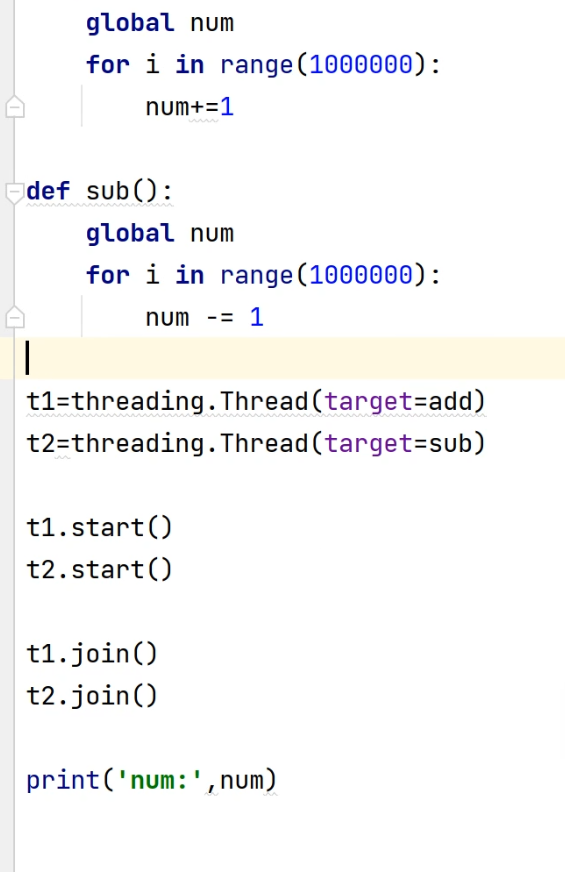 global num
for i in range(1000000):
num+=1
def sub():
global num
for i in range(1000000):
num -= 1
t1=threading.Thread(target=add)
t2=threading.Thread(target=sub)
t1.start()
t2.start()
t1.join()
t2.join()
print('num:',num)